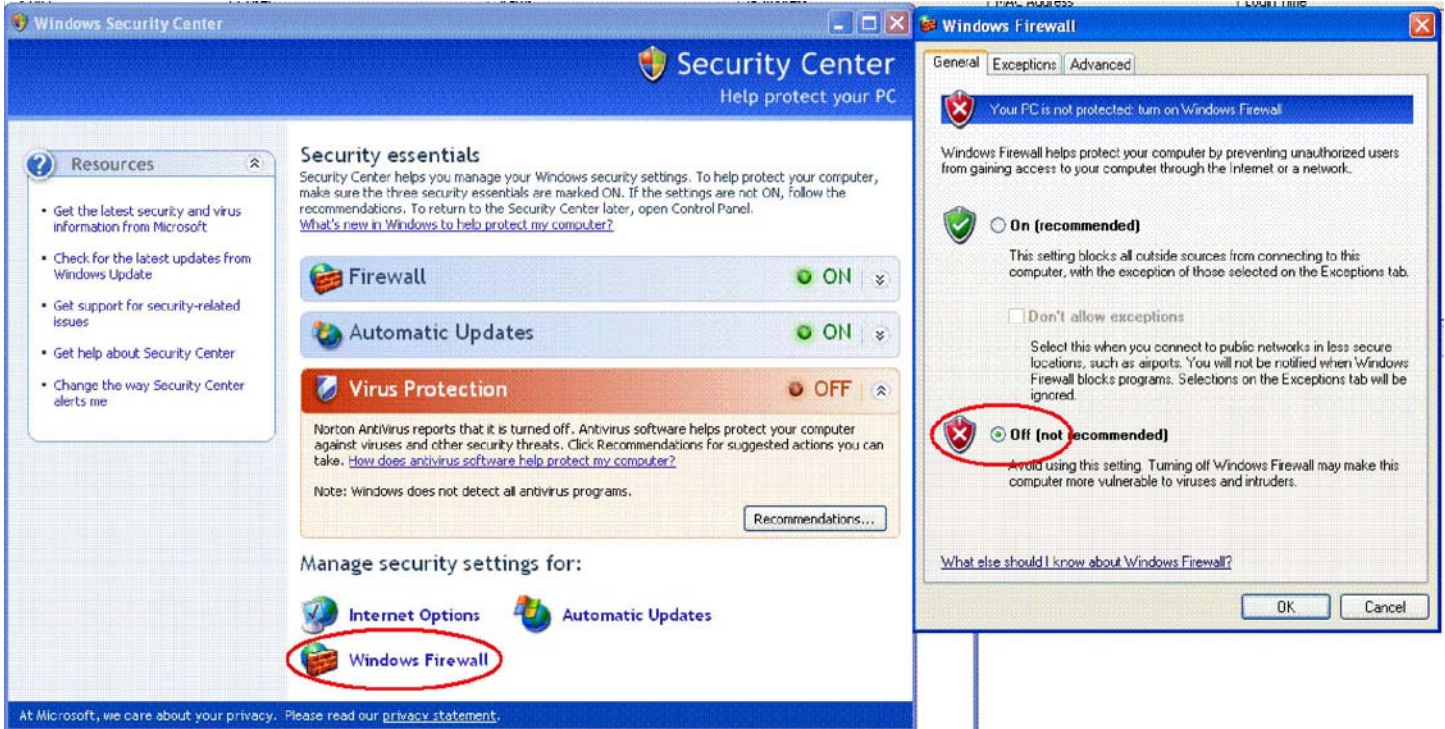 Windows Security Center
Security Center
Help protect your PC
Resources
• Get the latest security and virus
information from Microsoft
• Check for the latest updates from
Windows Update
• Get support for security-related
issues
• Get help about Security Center
• Change the way Security Center
alerts me
Security essentials
Security Center helps you manage your Windows security settings. To help protect your computer,
make sure the three security essentials are marked ON. If the settings are not ON, follow the
recommendations. To return to the Security Center later, open Control Panel.
What's new in Windows to help protect my computer?
Firewall ON
Automatic Updates ON
Virus Protection OFF
Norton AntiVirus reports that it is turned off. Antivirus software helps protect your computer
against viruses and other security threats. Click Recommendations for suggested actions you can
take. How does antivirus software help protect my computer?
Note: Windows does not detect all antivirus programs.
Recommendations...
Manage security settings for:
Internet Options Automatic Updates
Windows Firewall
At Microsoft, we care about your privacy. Please read our privacy statement.
MAC Address Login Time
Windows Firewall
General Exceptions Advanced
Your PC is not protected: turn on Windows Firewall
Windows Firewall helps protect your computer by preventing unauthorized users
from gaining access to your computer through the Internet or a network.
On (recommended)
This setting blocks all outside sources from connecting to this
computer, with the exception of those selected on the Exceptions tab.
Don't allow exceptions
Select this when you connect to public networks in less secure
locations, such as airports. You will not be notified when Windows
Firewall blocks programs. Selections on the Exceptions tab will be
ignored.
Off (not recommended)
Avoid using this setting. Turning off Windows Firewall may make this
computer more vulnerable to viruses and intruders.
What else should I know about Windows Firewall?
OK Cancel